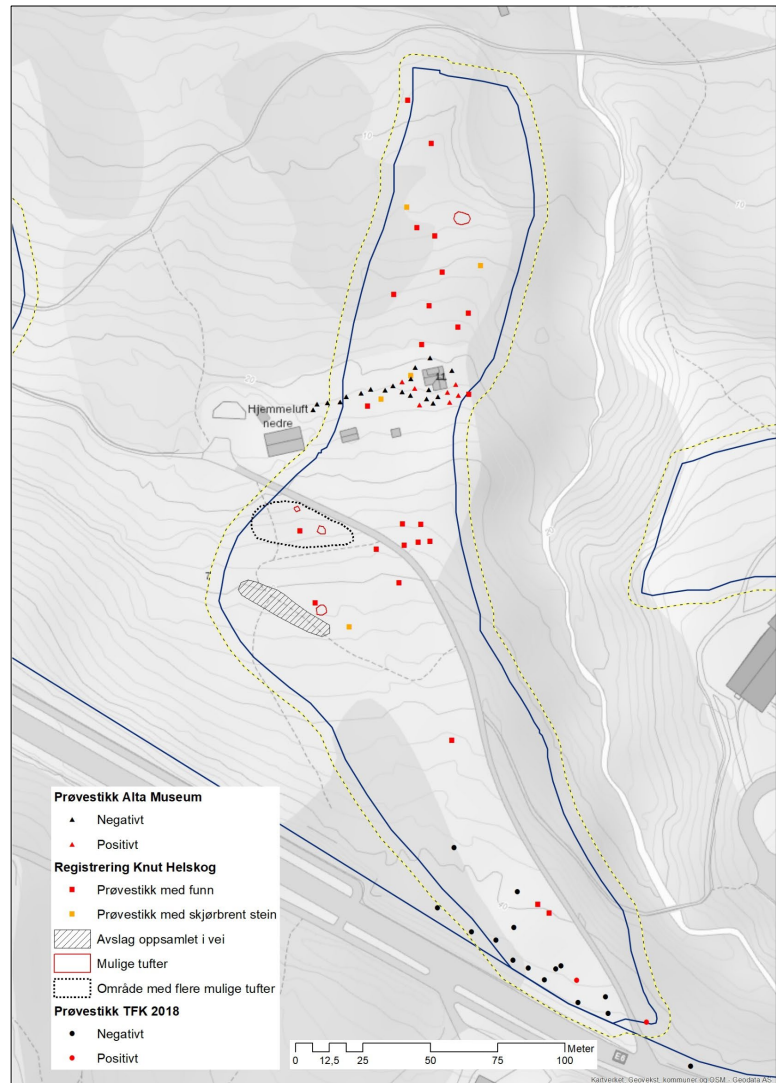 11
Hjemmeluft
nedre
Prøvestikk Alta Museum
Negativt
Positivt
Registrering Knut Helskog
Prøvestikk med funn
Prøvestikk med skjørbrent stein
Avslag oppsamlet i vei
Mulige tufter
Område med flere mulige tufter
Prøvestikk TFK 2018
Negativt
Positivt
Meter
0 12,5 25 50 75 100
E6
Kartverket, Geovekst, kommuner og OSM - Geodata AS